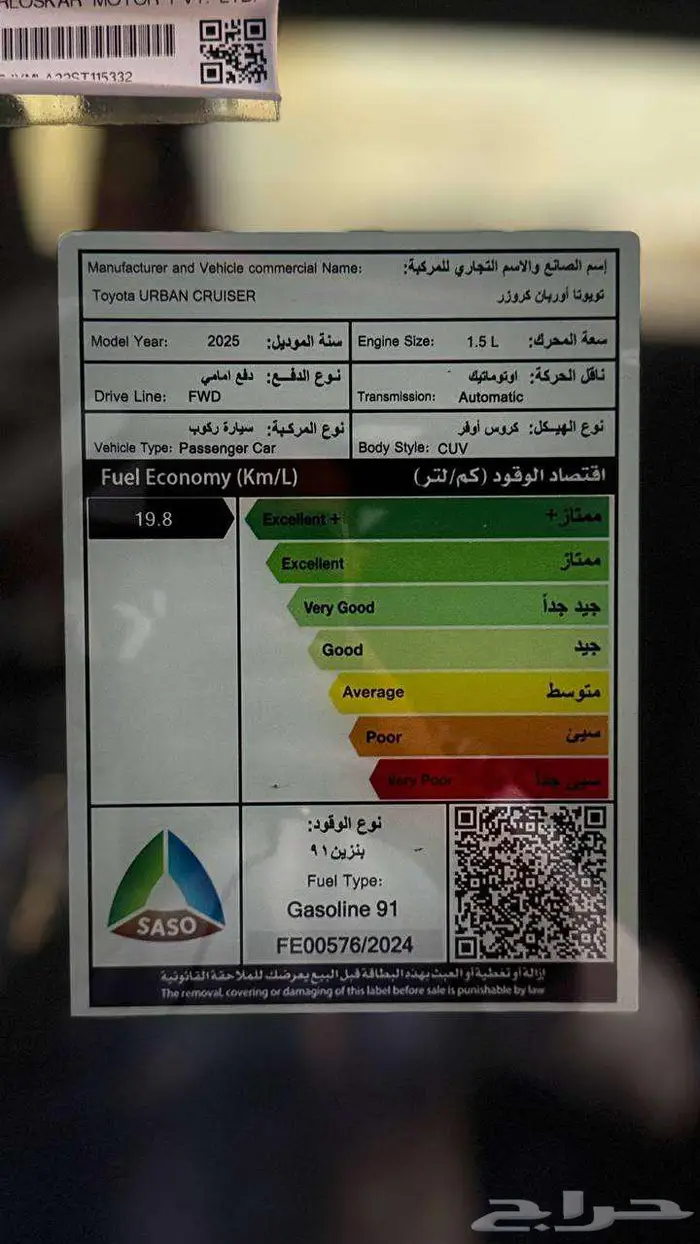 MOTOR PVT. LTD.
ST115332
Manufacturer and Vehicle commercial Name: إسم الصانع والاسم التجاري للمركبة:
Toyota URBAN CRUISER تويوتا أوربان كروزر
Model Year: 2025 سنة الموديل:
Engine Size: 1.5 L سعة المحرك:
نوع الدفـع: دفع امامي
Drive Line: FWD
ناقل الحركة: اوتوماتيك
Transmission: Automatic
نوع المركبة: سيارة ركوب
Vehicle Type: Passenger Car
نوع الهيكل: كروس أوفر
Body Style: CUV
Fuel Economy (Km/L) اقتصاد الوقود (كم/لتر)
19.8
Excellent + ممتاز+
Excellent ممتاز
Very Good جيد جداً
Good جيد
Average متوسط
Poor سيئ
Very Poor سيئ جداً
SASO
نوع الوقود:
بنزين ٩١
Fuel Type:
Gasoline 91
FE00576/2024
إزالة أو تغطية أو العبث بهذه البطاقة قبل البيع يعرضك للملاحقة القانونية
The removal, covering or damaging of this label before sale is punishable by law
حراج